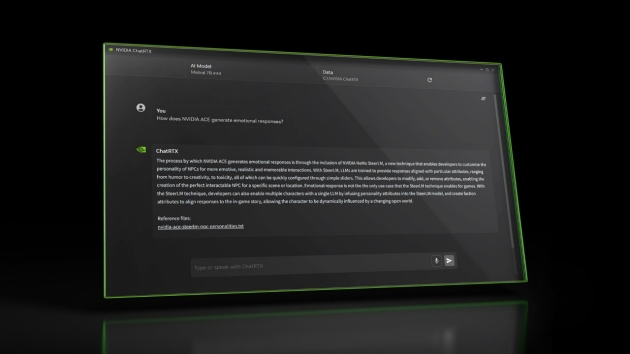 NVIDIA ChatRTX
AI Model
Mistral 7B int4
Data
C:\NVIDIA ChatRTX
You
How does NVIDIA ACE generate emotional responses?
ChatRTX
The process by which NVIDIA ACE generates emotional responses is through the inclusion of NVIDIA NeMo SteerLM, a new technique that enables developers to customize the
personality of NPCs for more emotive, realistic and memorable interactions. With SteerLM, LLMs are trained to provide responses aligned with particular attributes, ranging
from humor to creativity, to toxicity, all of which can be quickly configured through simple sliders. This allows developers to modify, add, or remove attributes, enabling the
creation of the perfect interactable NPC for a specific scene or location. Emotional response is not the the only use case that the SteerLM technique enables for games. With
the SteerLM technique, developers can also enable multiple characters with a single LLM by infusing personality attributes into the SteerLM model, and create faction
attributes to align responses to the in-game story, allowing the character to be dynamically influenced by a changing open world.
Reference files:
nvidia-ace-steerlm-npc-personalities.txt
Type or speak with ChatRTX